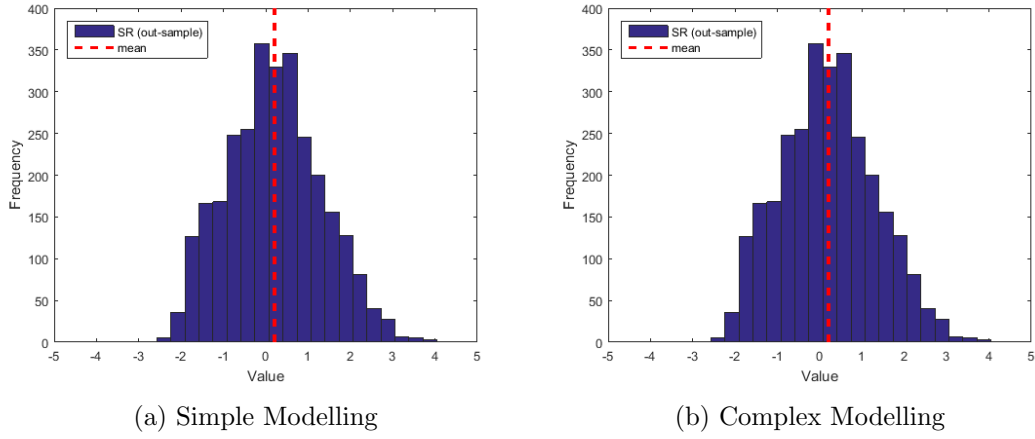 400
350
300
250
200
150
100
50
0
Frequency
SR (out-sample)
mean
-5 -4 -3 -2 -1 0 1 2 3 4 5
Value
(a) Simple Modelling
400
350
300
250
200
150
100
50
0
Frequency
SR (out-sample)
mean
-5 -4 -3 -2 -1 0 1 2 3 4 5
Value
(b) Complex Modelling